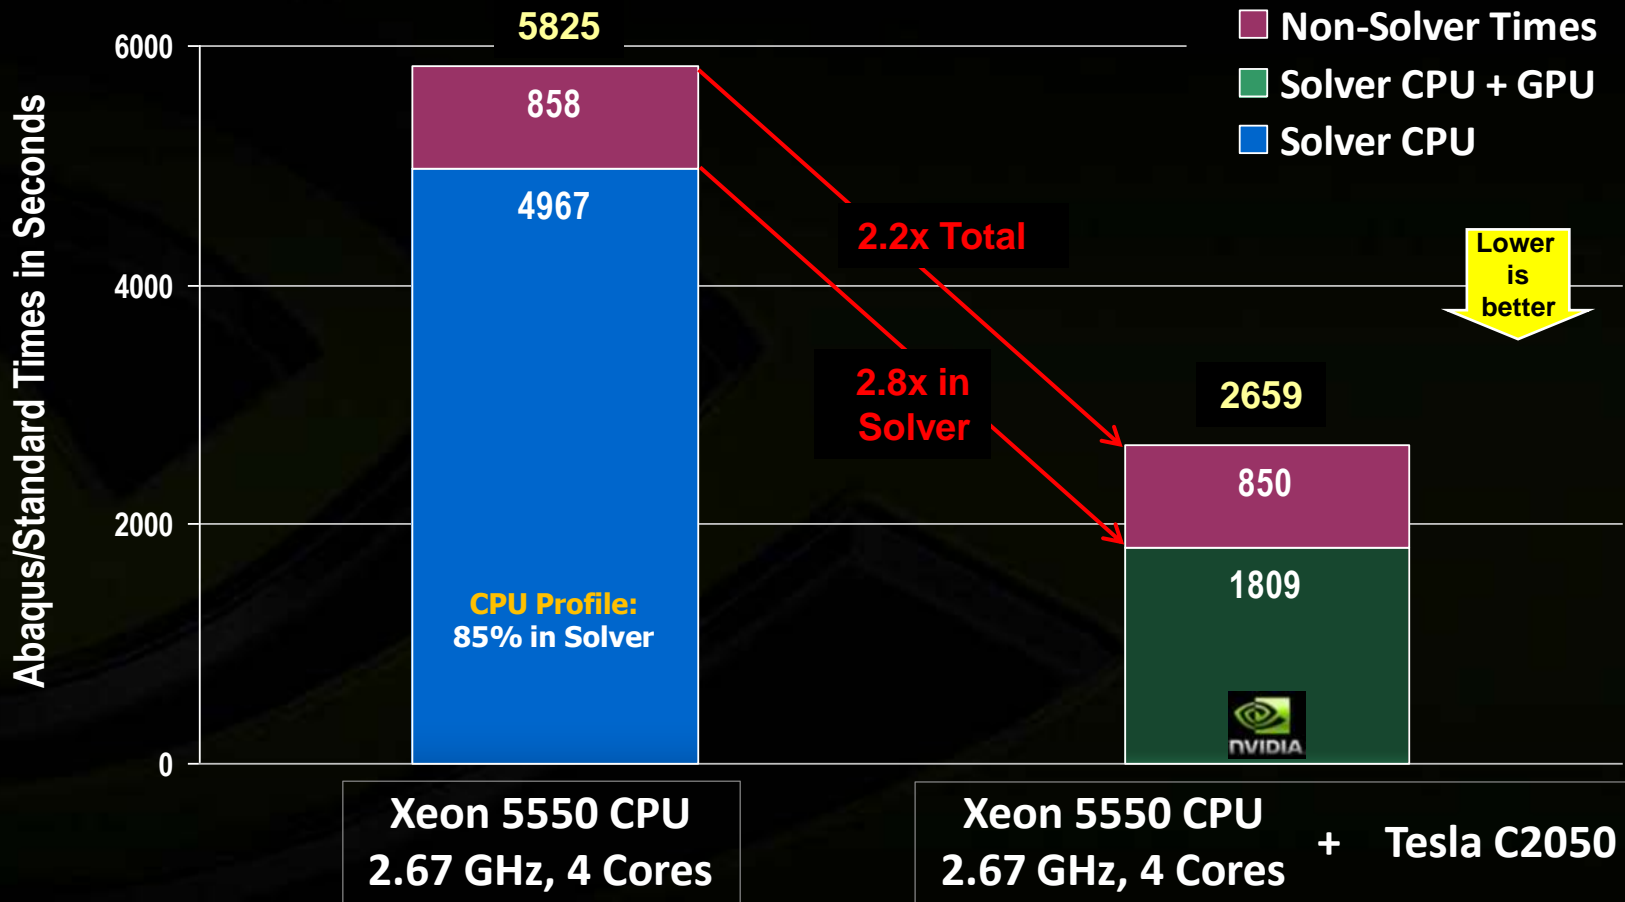 5825
Non-Solver Times
Solver CPU + GPU
Solver CPU
Abaqus/Standard Times in Seconds
6000
4000
2000
0
858
4967
CPU Profile:
85% in Solver
2.2x Total
2.8x in
Solver
Lower
is
better
2659
850
1809
NVIDIA
Xeon 5550 CPU
2.67 GHz, 4 Cores
Xeon 5550 CPU
2.67 GHz, 4 Cores
+ Tesla C2050